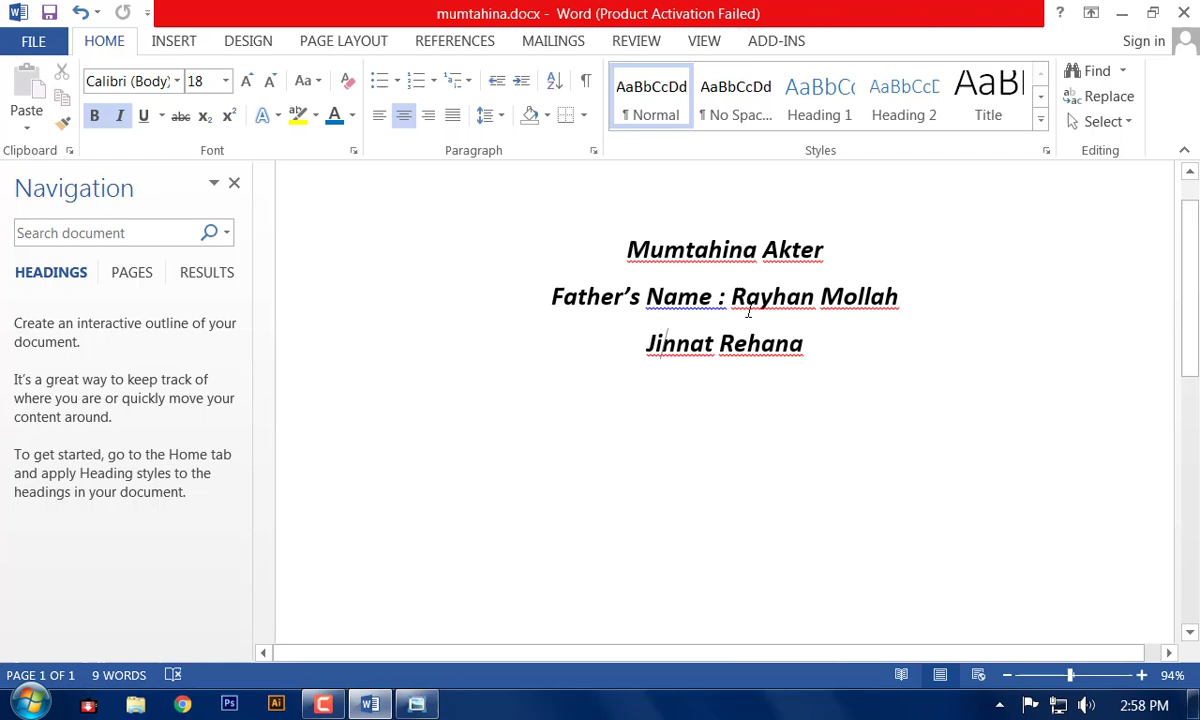 mumtahina.docx - Word (Product Activation Failed)
FILE HOME INSERT DESIGN PAGE LAYOUT REFERENCES MAILINGS REVIEW VIEW ADD-INS Sign in
Paste
Calibri (Body) 18
AaBbCcDd AaBbCcDd AaBbCc AaBbCcD AaBl
¶ Normal ¶ No Spac... Heading 1 Heading 2 Title
Find
Replace
Select
Clipboard Font Paragraph Styles Editing
Navigation
Search document
HEADINGS PAGES RESULTS
Create an interactive outline of your
document.
It's a great way to keep track of
where you are or quickly move your
content around.
To get started, go to the Home tab
and apply Heading styles to the
headings in your document.
Mumtahina Akter
Father’s Name : Rayhan Mollah
Jinnat Rehana
PAGE 1 OF 1 9 WORDS 94%
2:58 PM